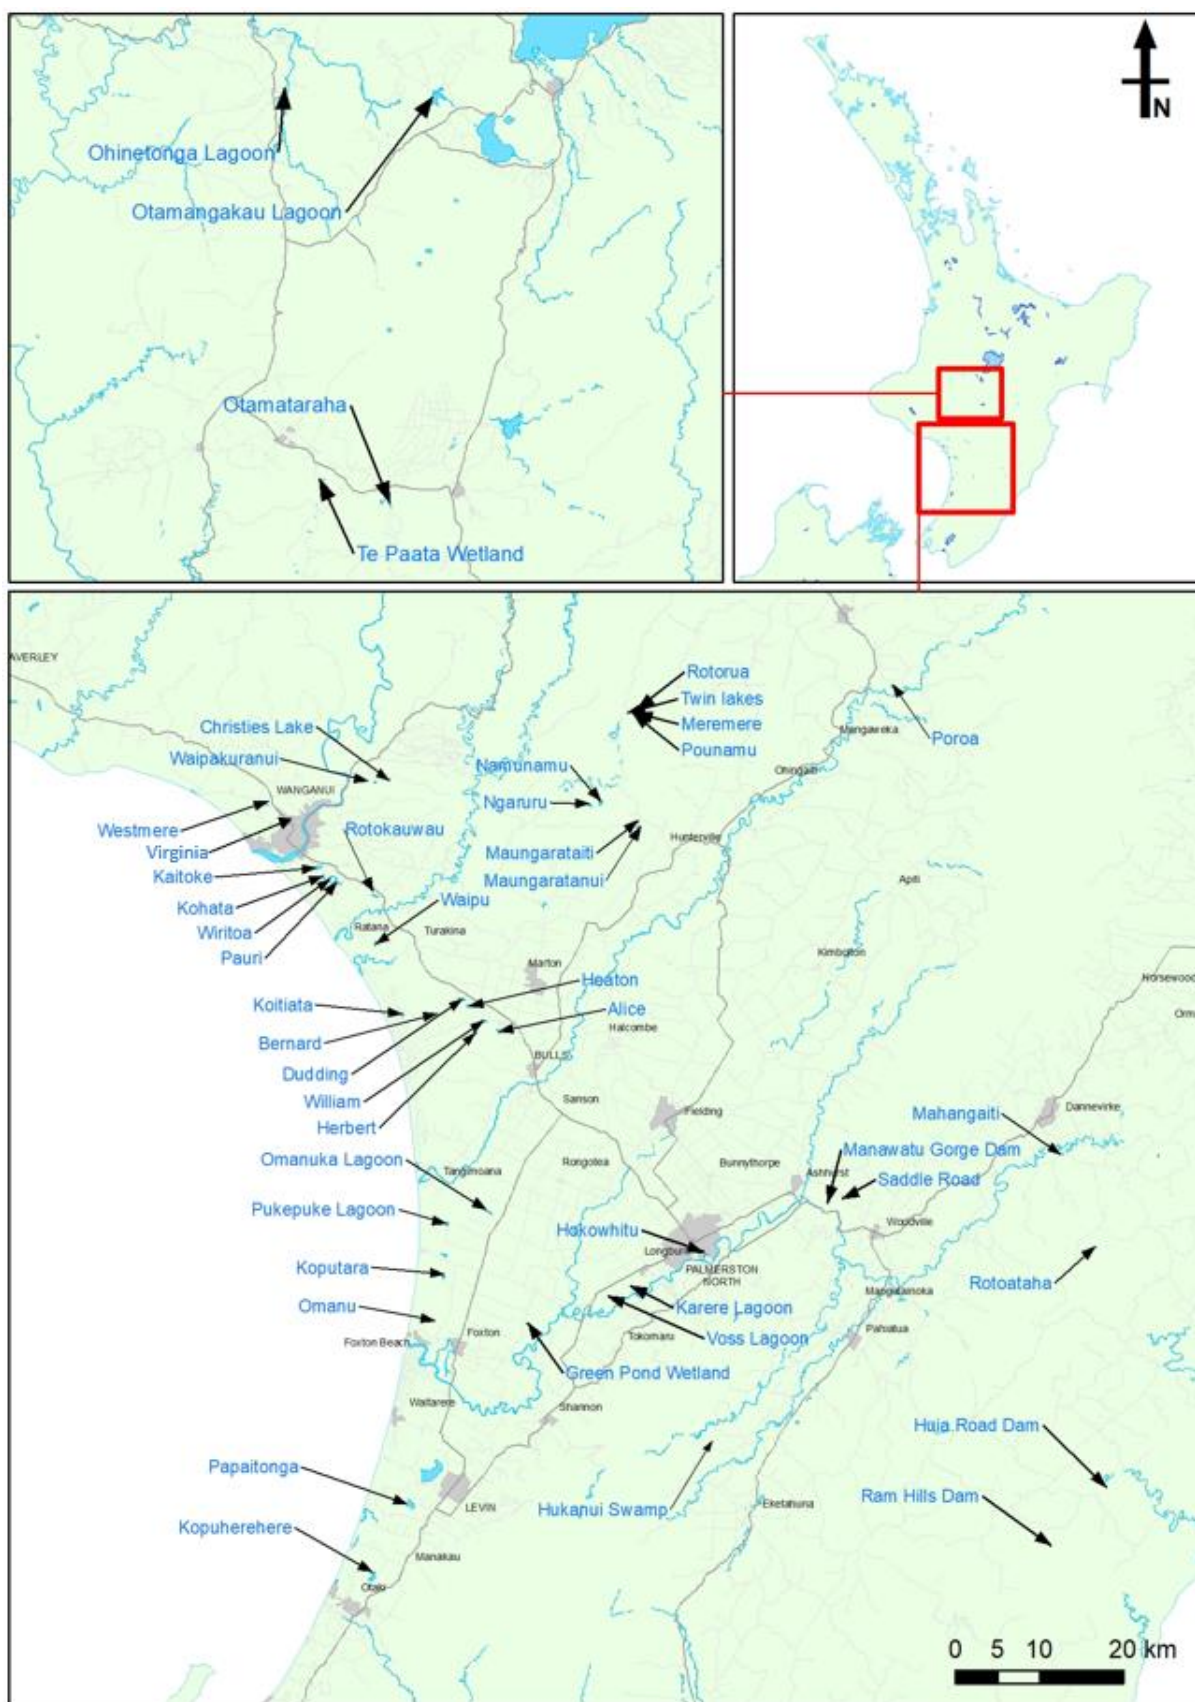 N
Ohinetonga Lagoon
Otamangakau Lagoon
Otamataraha
Te Paata Wetland
AVERLEY
Rotorua
Twin lakes
Meremere
Pounamu
Poroa
Mangaweka
Christies Lake
Waipakuranui
Namunamu
Ohingaiti
WANGANUI
Ngaruru
Westmere
Virginia
Rotokauwau
Hunterville
Maungarataiti
Maungaratanui
Kaitoke
Kohata
Wiritoa
Pauri
Waipu
Apiti
Ratana
Turakina
Kimbolton
Marton
Norsewood
Heaton
Koitiata
Alice
Orm
Bernard
Halcombe
Dudding
BULLS
William
Herbert
Sanson
Feilding
Mahangaiti
Dannevirke
Omanuka Lagoon
Tangimoana
Rongotea
Bunnythorpe
Manawatu Gorge Dam
Ashhurst
Saddle Road
Pukepuke Lagoon
Hokowhitu
Woodville
Longburn
PALMERSTON
NORTH
Koputara
Rotoataha
Mangatainoka
Omanu
Karere Lagoon
Foxton Beach
Foxton
Tokomaru
Voss Lagoon
Pahiatua
Green Pond Wetland
Waitarere
Shannon
Huia Road Dam
Papaitonga
LEVIN
Hukanui Swamp
Eketahuna
Ram Hills Dam
Kopuherehere
Manakau
Otaki
0 5 10 20 km